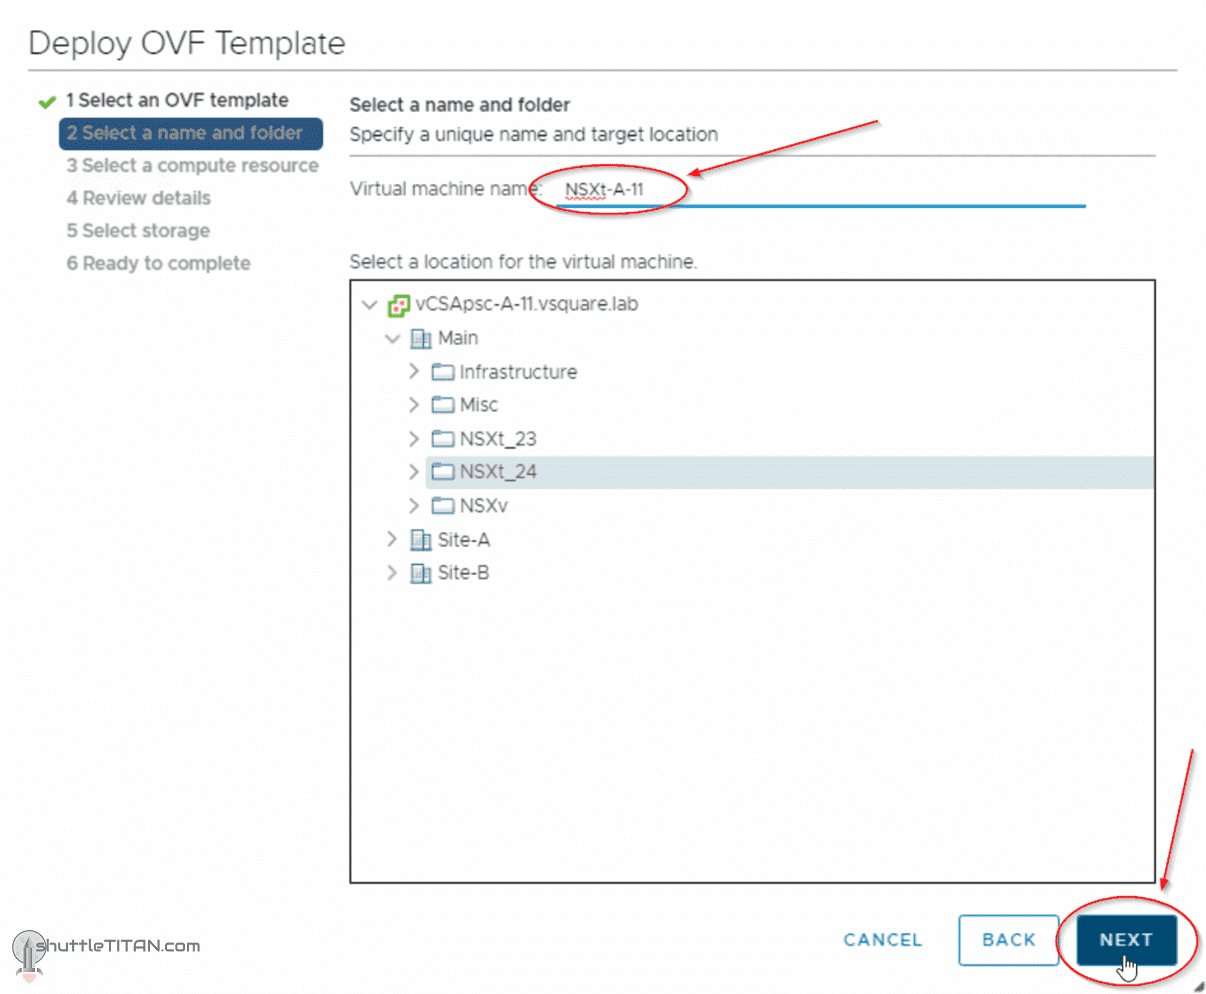 Deploy OVF Template
1 Select an OVF template
2 Select a name and folder
3 Select a compute resource
4 Review details
5 Select storage
6 Ready to complete
Select a name and folder
Specify a unique name and target location
Virtual machine name: NSXt-A-11
Select a location for the virtual machine.
vCSApsc-A-11.vsquare.lab
Main
Infrastructure
Misc
NSXt_23
NSXt_24
NSXv
Site-A
Site-B
CANCEL BACK NEXT
shuttleTITAN.com